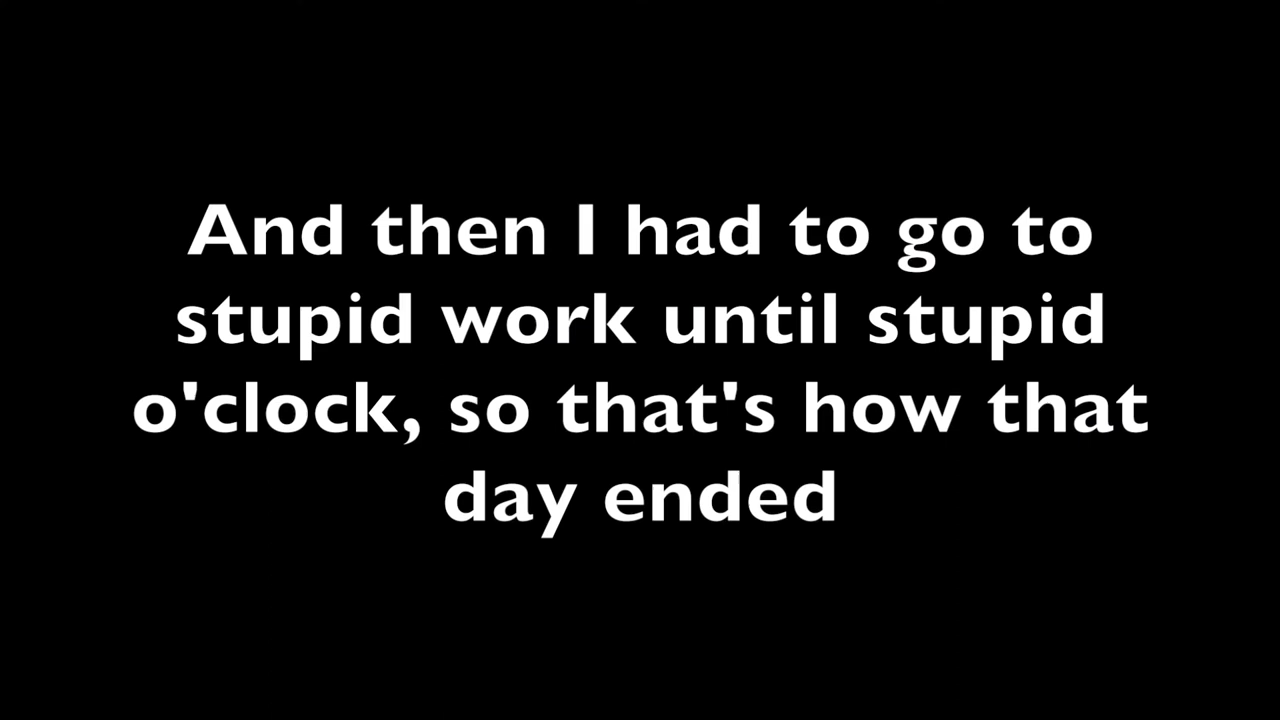 And then I had to go to
stupid work until stupid
o'clock, so that's how that
day ended